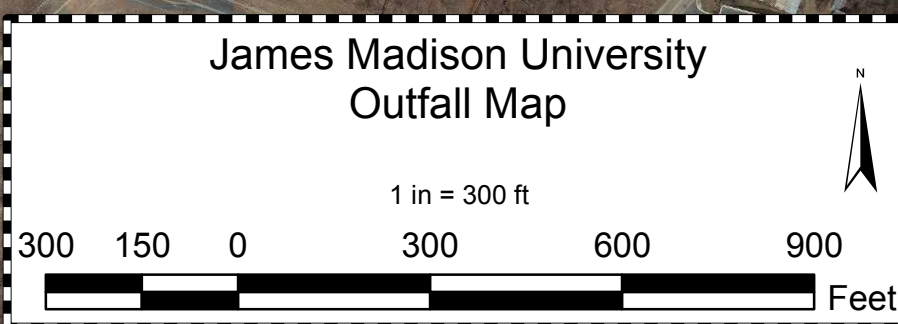 James Madison University
Outfall Map
N
1 in = 300 ft
300 150 0 300 600 900
Feet